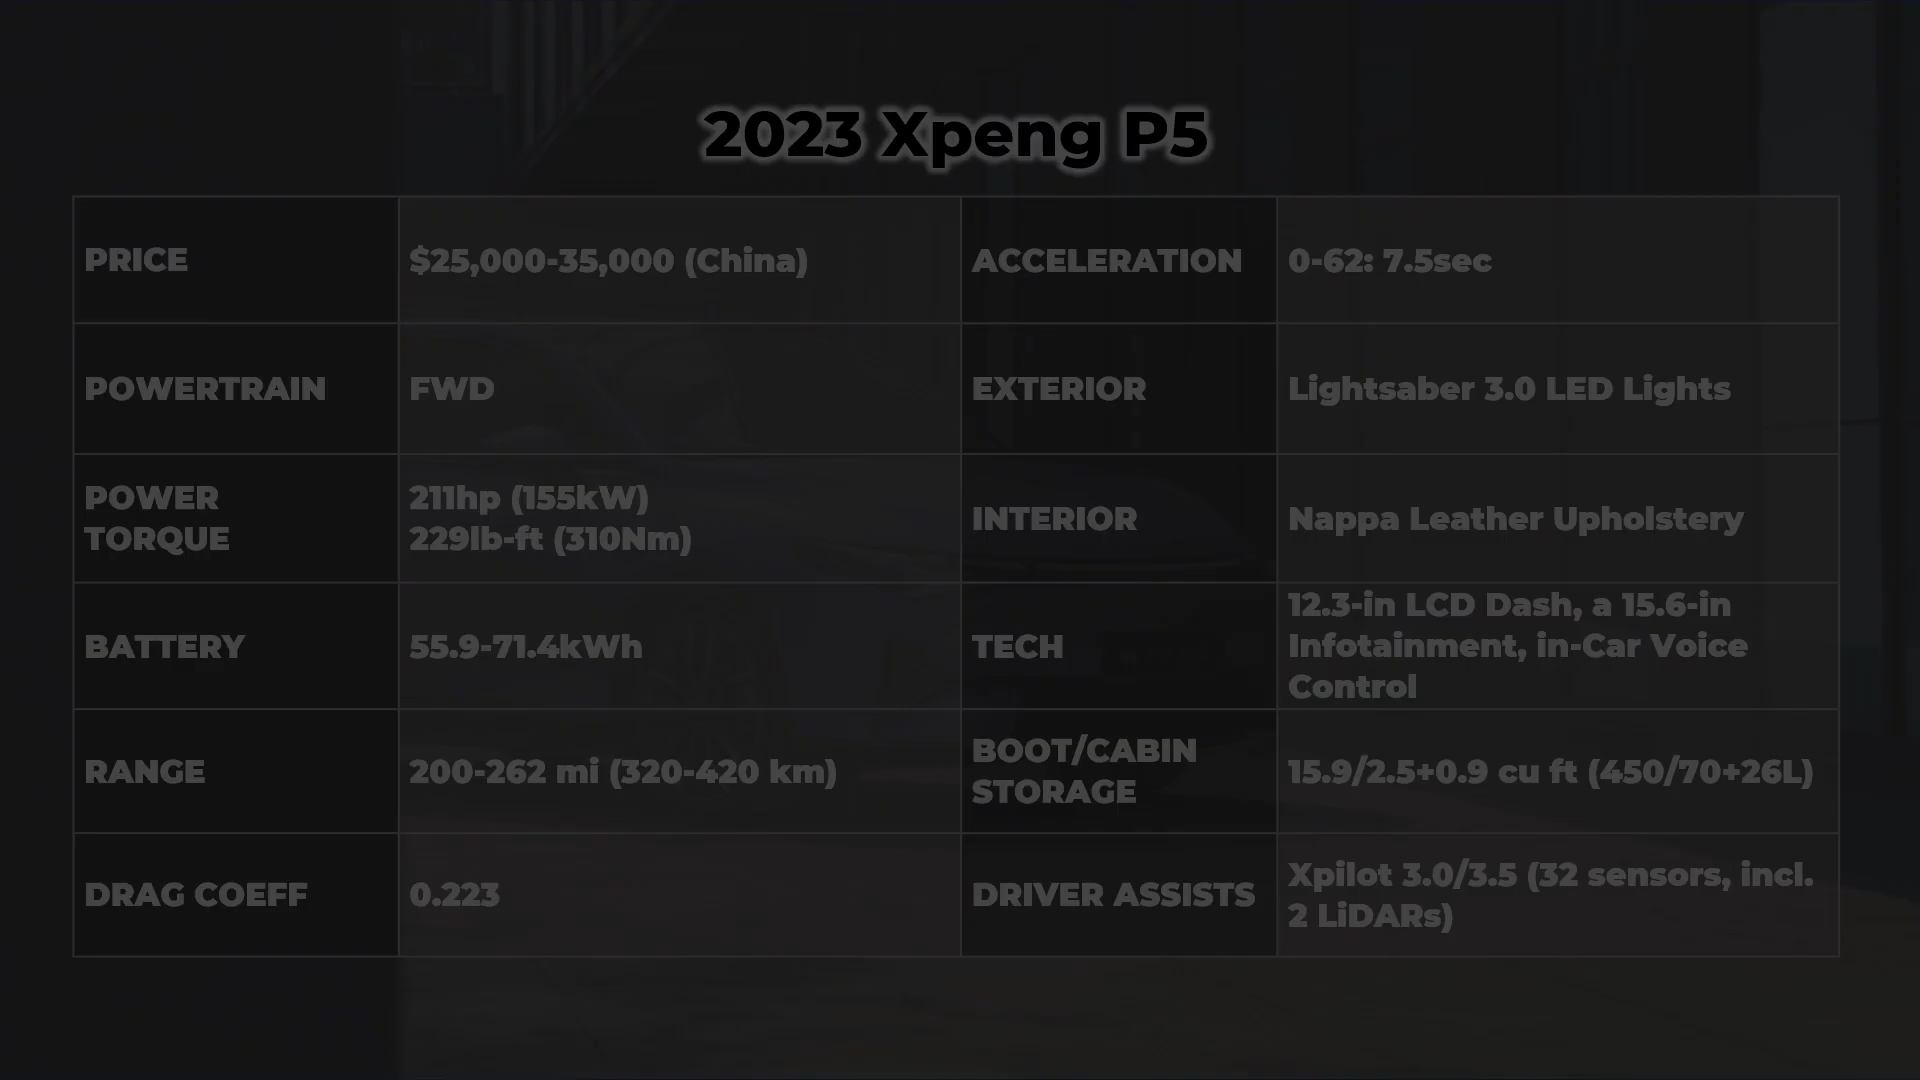 2023 Xpeng P5
PRICE
$25,000-35,000 (China)
ACCELERATION
0-62: 7.5sec
POWERTRAIN
FWD
EXTERIOR
Lightsaber 3.0 LED Lights
POWER
TORQUE
211hp (155kW)
229lb-ft (310Nm)
INTERIOR
Nappa Leather Upholstery
BATTERY
55.9-71.4kWh
TECH
12.3-in LCD Dash, a 15.6-in
Infotainment, in-Car Voice
Control
RANGE
200-262 mi (320-420 km)
BOOT/CABIN
STORAGE
15.9/2.5+0.9 cu ft (450/70+26L)
DRAG COEFF
0.223
DRIVER ASSISTS
Xpilot 3.0/3.5 (32 sensors, incl.
2 LiDARs)